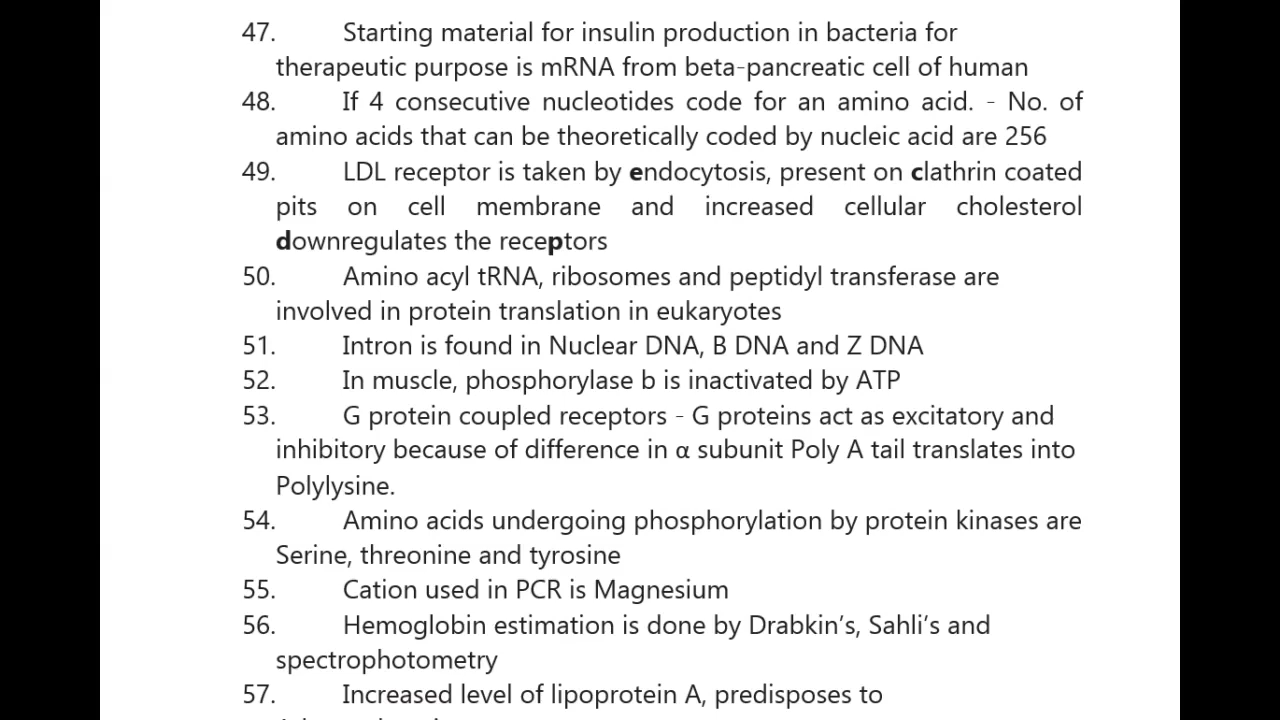 47. Starting material for insulin production in bacteria for
therapeutic purpose is mRNA from beta-pancreatic cell of human
48. If 4 consecutive nucleotides code for an amino acid. - No. of
amino acids that can be theoretically coded by nucleic acid are 256
49. LDL receptor is taken by endocytosis, present on clathrin coated
pits on cell membrane and increased cellular cholesterol
downregulates the receptors
50. Amino acyl tRNA, ribosomes and peptidyl transferase are
involved in protein translation in eukaryotes
51. Intron is found in Nuclear DNA, B DNA and Z DNA
52. In muscle, phosphorylase b is inactivated by ATP
53. G protein coupled receptors - G proteins act as excitatory and
inhibitory because of difference in α subunit Poly A tail translates into
Polylysine.
54. Amino acids undergoing phosphorylation by protein kinases are
Serine, threonine and tyrosine
55. Cation used in PCR is Magnesium
56. Hemoglobin estimation is done by Drabkin’s, Sahli’s and
spectrophotometry
57. Increased level of lipoprotein A, predisposes to